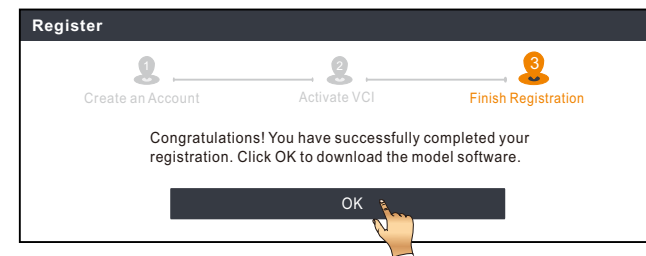 Register
1
2
3
Create an Account
Activate VCI
Finish Registration
Congratulations! You have successfully completed your
registration. Click OK to download the model software.
OK